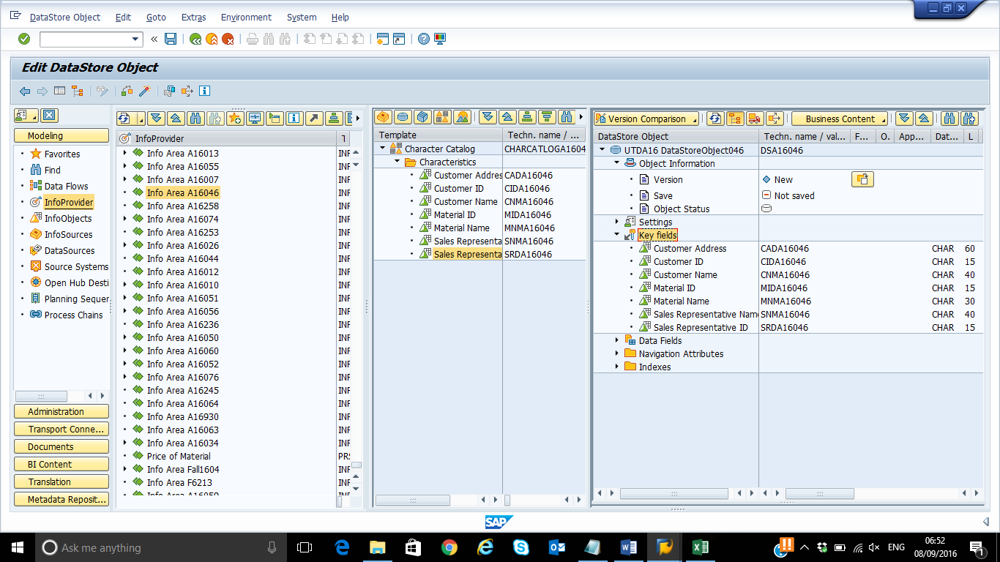 DataStore Object Edit Goto Extras Environment System Help
Edit DataStore Object
Modeling
Favorites
Find
Data Flows
InfoProvider
InfoObjects
InfoSources
DataSources
Source Systems
Open Hub Desti
Planning Sequer
Process Chains
Administration
Transport Conne...
Documents
BI Content
Translation
Metadata Reposit...
InfoProvider T
Info Area A16013 INF
Info Area A16055 INF
Info Area A16007 INF
Info Area A16046 INF
Info Area A16258 INF
Info Area A16074 INF
Info Area A16253 INF
Info Area A16026 INF
Info Area A16044 INF
Info Area A16012 INF
Info Area A16010 INF
Info Area A16051 INF
Info Area A16056 INF
Info Area A16236 INF
Info Area A16050 INF
Info Area A16060 INF
Info Area A16052 INF
Info Area A16076 INF
Info Area A16245 INF
Info Area A16064 INF
Info Area A16930 INF
Info Area A16063 INF
Info Area A16034 INF
Price of Material PRS
Info Area Fall1604 INF
Info Area F6213 INF
Info Area A16059 INF
Template Techn. name / ...
Character Catalog CHARCATLOGA1604
Characteristics
Customer Addres CADA16046
Customer ID CIDA16046
Customer Name CNMA16046
Material ID MIDA16046
Material Name MNMA16046
Sales Representa SNMA16046
Sales Representa SRDA16046
Version Comparison Business Content
DataStore Object Techn. name / val... F... O. App... Dat... L
UTDA16 DataStoreObject046 DSA16046
Object Information
Version New
Save Not saved
Object Status
Settings
Key fields
Customer Address CADA16046 CHAR 60
Customer ID CIDA16046 CHAR 15
Customer Name CNMA16046 CHAR 40
Material ID MIDA16046 CHAR 15
Material Name MNMA16046 CHAR 30
Sales Representative Name SNMA16046 CHAR 40
Sales Representative ID SRDA16046 CHAR 15
Data Fields
Navigation Attributes
Indexes
SAP
Ask me anything
ENG
06:52
08/09/2016
1